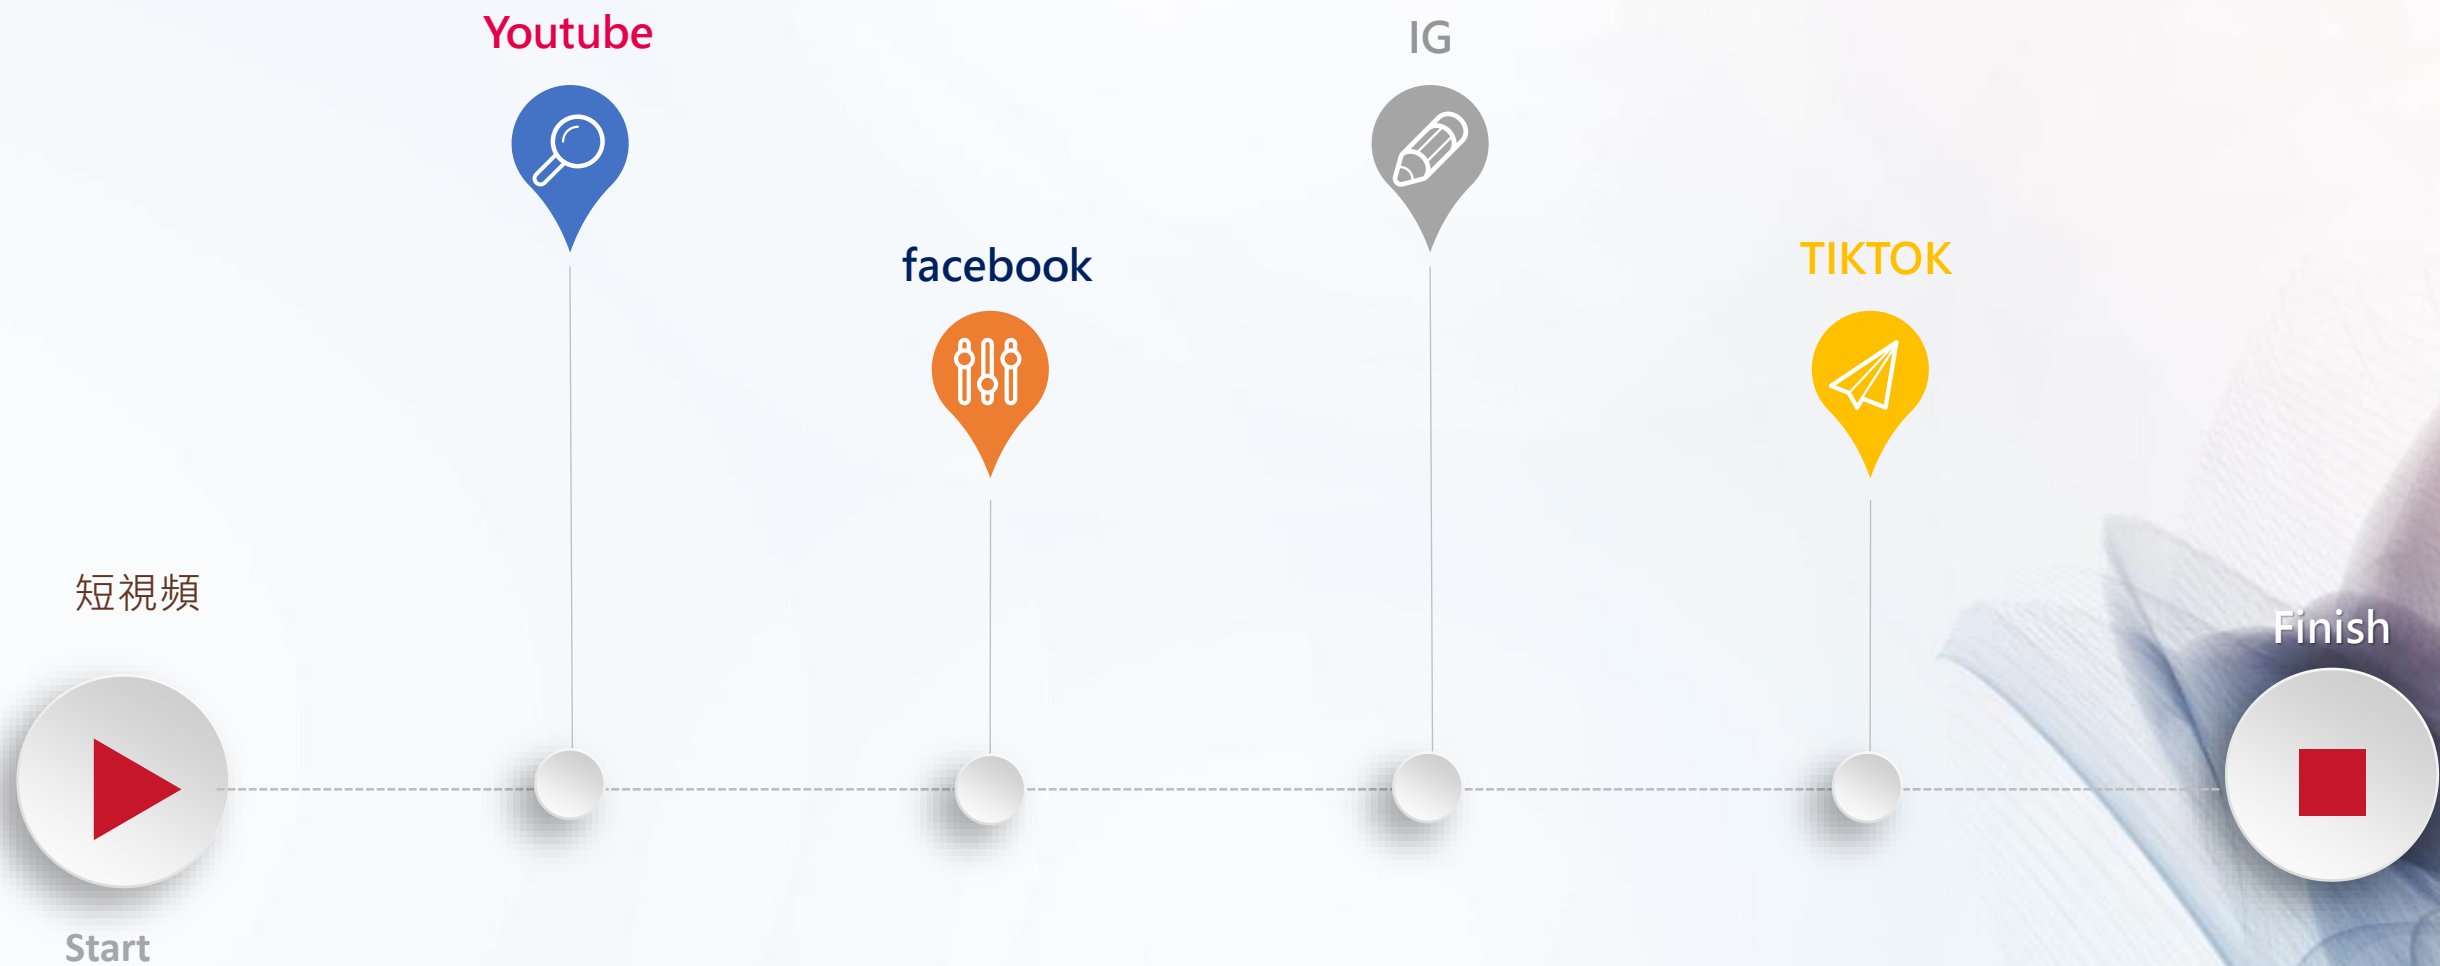 Youtube
IG
facebook
TIKTOK
短視頻
Finish
Start